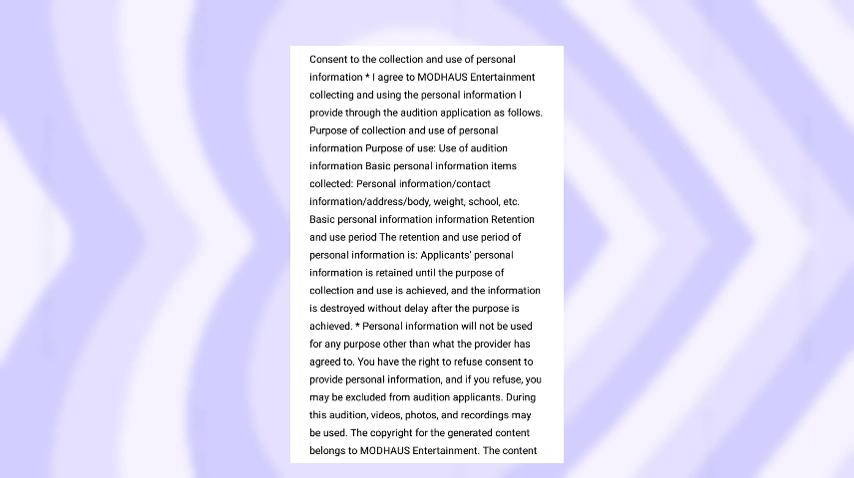 Consent to the collection and use of personal
information * I agree to MODHAUS Entertainment
collecting and using the personal information I
provide through the audition application as follows.
Purpose of collection and use of personal
information Purpose of use: Use of audition
information Basic personal information items
collected: Personal information/contact
information/address/body, weight, school, etc.
Basic personal information information Retention
and use period The retention and use period of
personal information is: Applicants' personal
information is retained until the purpose of
collection and use is achieved, and the information
is destroyed without delay after the purpose is
achieved. * Personal information will not be used
for any purpose other than what the provider has
agreed to. You have the right to refuse consent to
provide personal information, and if you refuse, you
may be excluded from audition applicants. During
this audition, videos, photos, and recordings may
be used. The copyright for the generated content
belongs to MODHAUS Entertainment. The content